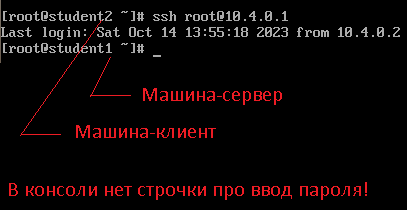 [root@student2 ~]# ssh root@10.4.0.1
Last login: Sat Oct 14 13:55:18 2023 from 10.4.0.2
[root@student1 ~]# _
Машина-сервер
Машина-клиент
В консоли нет строчки про ввод пароля!